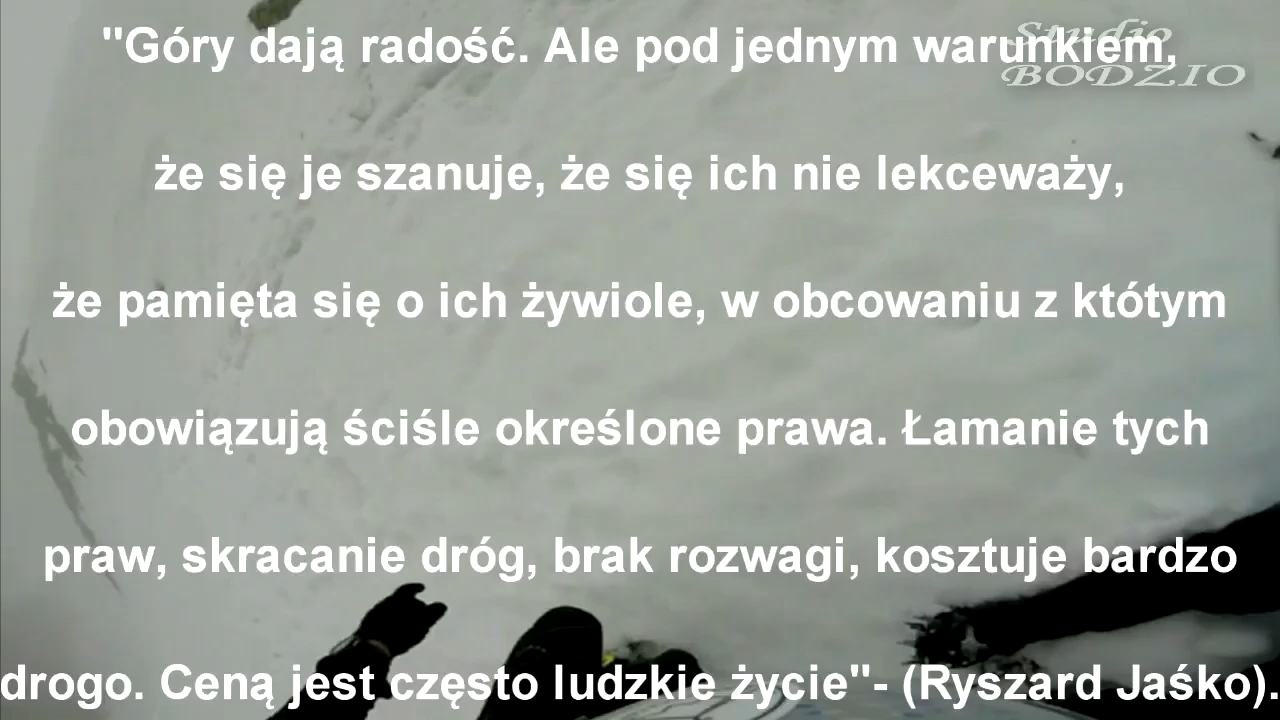 "Góry dają radość. Ale pod jednym warunkiem,
Studio
BODZIO
że się je szanuje, że się ich nie lekceważy,
że pamięta się o ich żywiole, w obcowaniu z któtym
obowiązują ściśle określone prawa. Łamanie tych
praw, skracanie dróg, brak rozwagi, kosztuje bardzo
drogo. Ceną jest często ludzkie życie"- (Ryszard Jaśko).